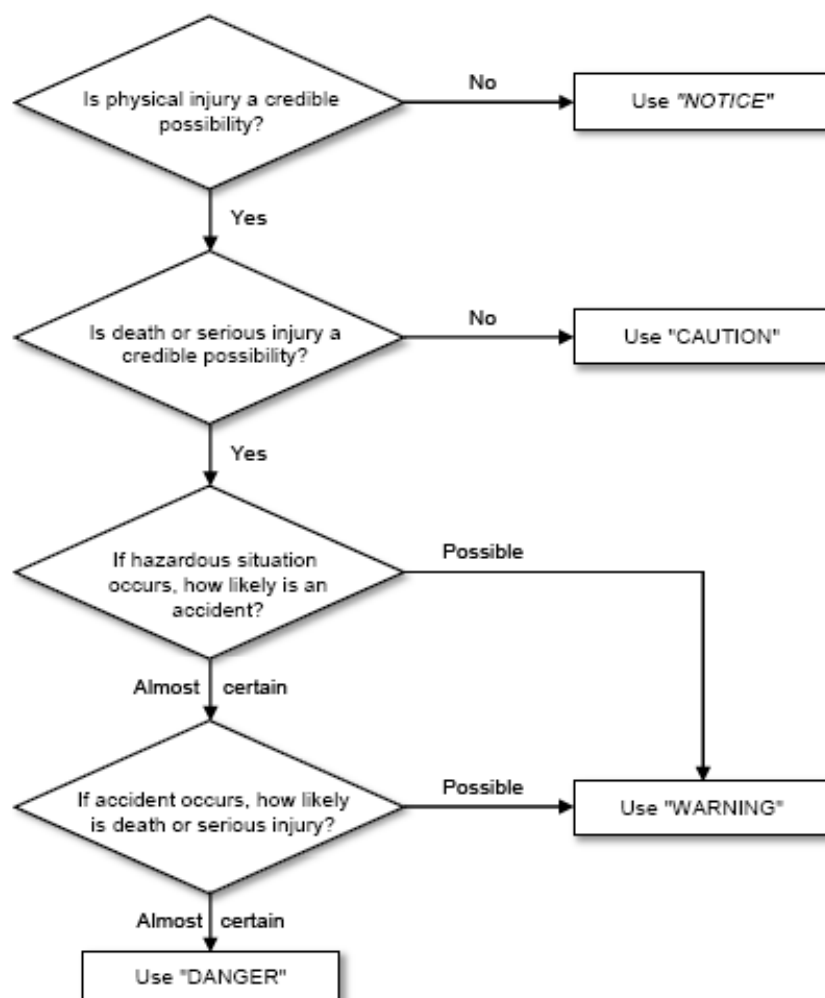 Is physical injury a credible
possibility?
No
Use "NOTICE"
Yes
Is death or serious injury a
credible possibility?
No
Use "CAUTION"
Yes
If hazardous situation
occurs, how likely is an
accident?
Possible
Almost certain
If accident occurs, how likely
is death or serious injury?
Possible
Use "WARNING"
Almost certain
Use "DANGER"